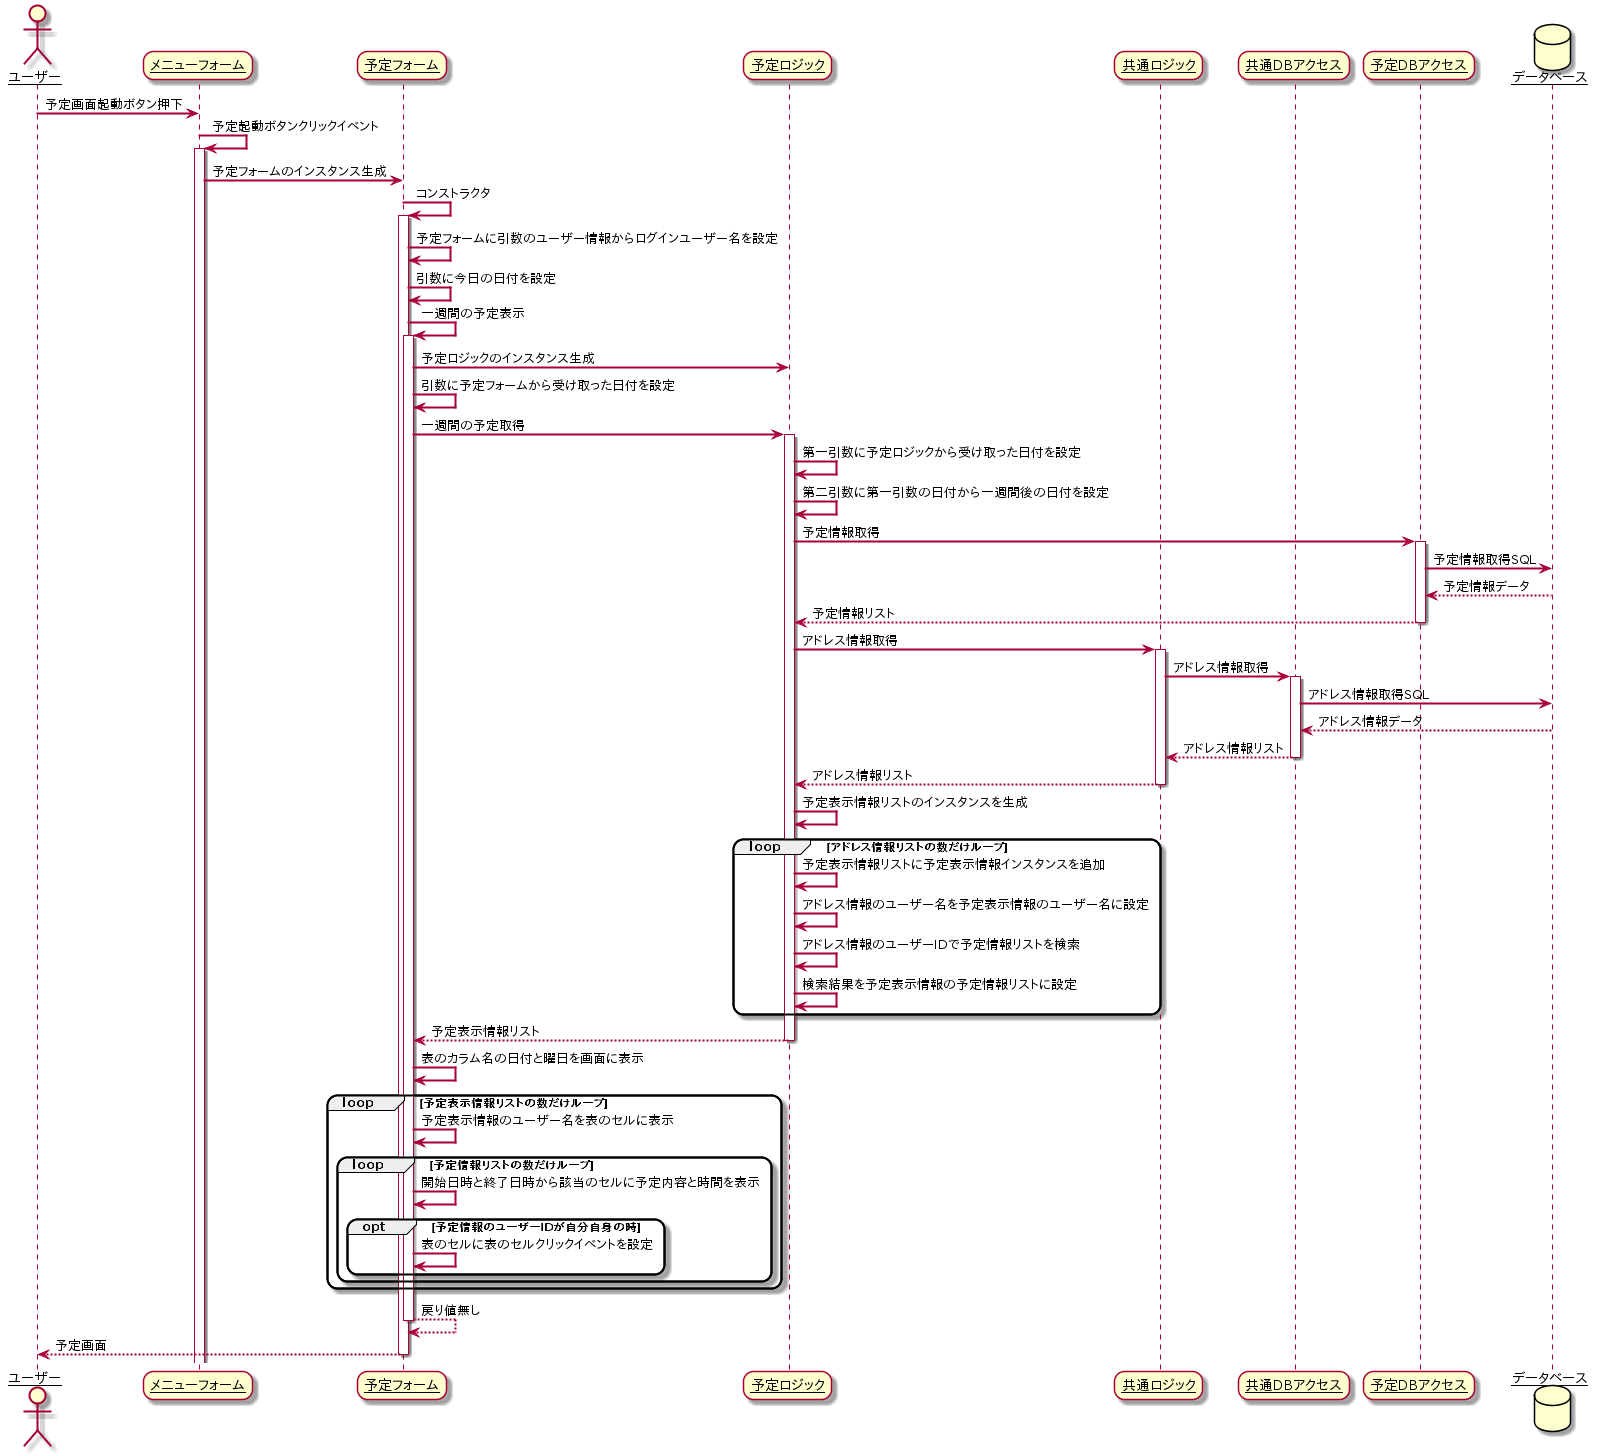 ユーザー
メニューフォーム
予定フォーム
予定ロジック
共通ロジック
共通DBアクセス
予定DBアクセス
データベース
予定画面起動ボタン押下
予定起動ボタンクリックイベント
予定フォームのインスタンス生成
コンストラクタ
予定フォームに引数のユーザー情報からログインユーザー名を設定
引数に今日の日付を設定
一週間の予定表示
予定ロジックのインスタンス生成
引数に予定フォームから受け取った日付を設定
一週間の予定取得
第一引数に予定ロジックから受け取った日付を設定
第二引数に第一引数の日付から一週間後の日付を設定
予定情報取得
予定情報取得SQL
予定情報データ
予定情報リスト
アドレス情報取得
アドレス情報取得
アドレス情報取得SQL
アドレス情報データ
アドレス情報リスト
アドレス情報リスト
予定表示情報リストのインスタンスを生成
loop [アドレス情報リストの数だけループ]
予定表示情報リストに予定表示情報インスタンスを追加
アドレス情報のユーザー名を予定表示情報のユーザー名に設定
アドレス情報のユーザーIDで予定情報リストを検索
検索結果を予定表示情報の予定情報リストに設定
予定表示情報リスト
表のカラム名の日付と曜日を画面に表示
loop [予定表示情報リストの数だけループ]
予定表示情報のユーザー名を表のセルに表示
loop [予定情報リストの数だけループ]
開始日時と終了日時から該当のセルに予定内容と時間を表示
opt [予定情報のユーザーIDが自分自身の時]
表のセルに表のセルクリックイベントを設定
戻り値無し
予定画面
ユーザー
メニューフォーム
予定フォーム
予定ロジック
共通ロジック
共通DBアクセス
予定DBアクセス
データベース